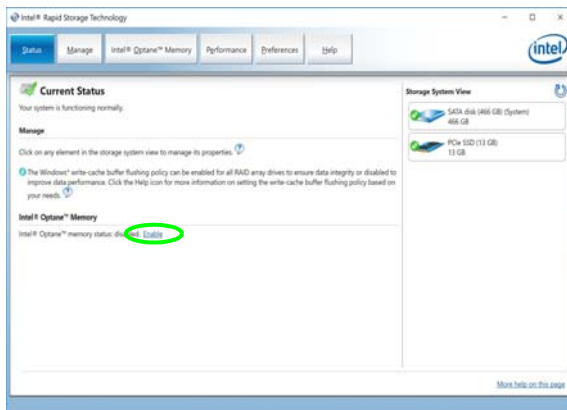 Intel® Rapid Storage Technology
Status
Manage
Intel® Optane™ Memory
Performance
Preferences
Help
intel
Current Status
Your system is functioning normally.
Manage
Click on any element in the storage system view to manage its properties.
The Windows* write-cache buffer flushing policy can be enabled for all RAID array drives to ensure data integrity or disabled to
improve data performance. Click the Help icon for more information on setting the write-cache buffer flushing policy based on
your needs.
Intel® Optane™ Memory
Intel® Optane™ memory status: disabled. Enable
Storage System View
SATA disk (466 GB) (System)
466 GB
PCIe SSD (13 GB)
13 GB
More help on this page